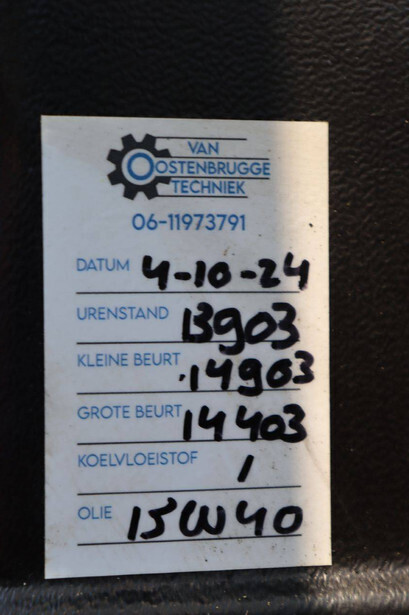 VAN
OOSTENBRUGGE
TECHNIEK
06-11973791
DATUM 4-10-24
URENSTAND 13903
KLEINE BEURT 14903
GROTE BEURT 14403
KOELVLOEISTOF /
OLIE 15W40